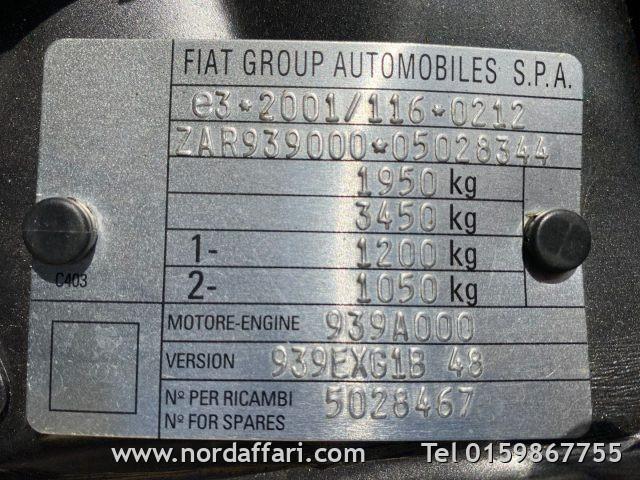 FIAT GROUP AUTOMOBILES S.P.A.
e3*2001/116*0212
ZAR939000*05028344
1950 kg
3450 kg
1- 1200 kg
2- 1050 kg
C403
MOTORE-ENGINE 939A000
VERSION 939EXG1B 48
Nº PER RICAMBI
Nº FOR SPARES 5028467
www.nordaffari.com Tel 0159867755